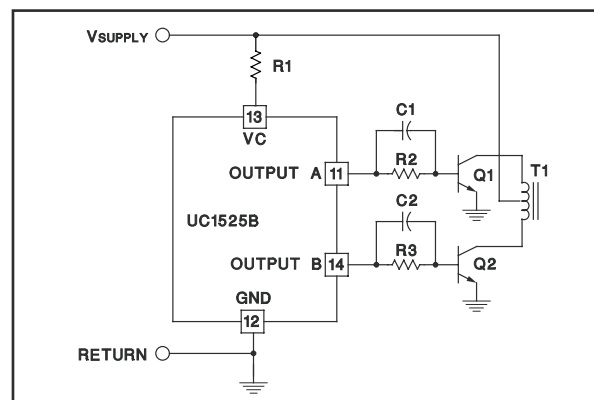 VSUPPLY
R1
13
VC
C1
OUTPUT A 11
R2
Q1
T1
UC1525B
C2
OUTPUT B 14
R3
Q2
GND
12
RETURN